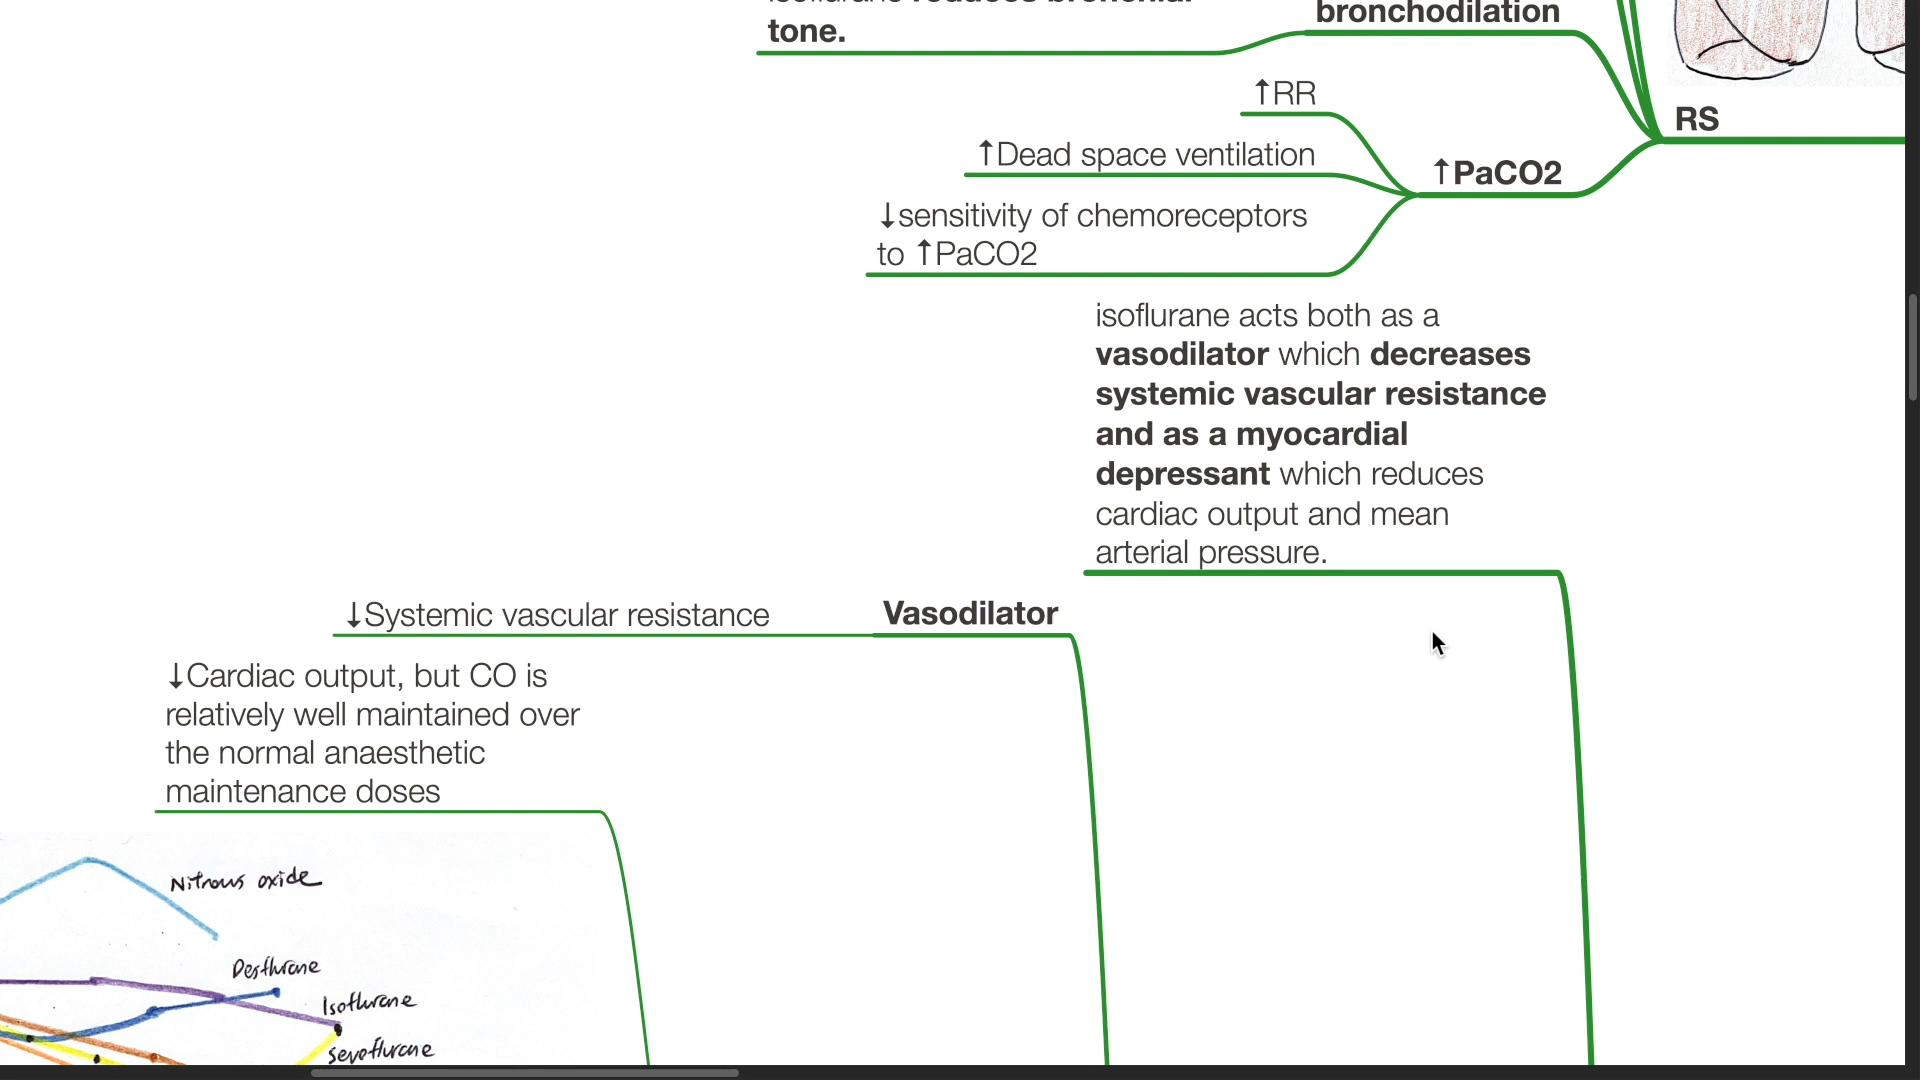 isoflurane reduces bronchial
tone.
bronchodilation
↑RR
RS
↑Dead space ventilation
↑PaCO2
↓sensitivity of chemoreceptors
to ↑PaCO2
isoflurane acts both as a
vasodilator which decreases
systemic vascular resistance
and as a myocardial
depressant which reduces
cardiac output and mean
arterial pressure.
↓Systemic vascular resistance
Vasodilator
↓Cardiac output, but CO is
relatively well maintained over
the normal anaesthetic
maintenance doses
Nitrous oxide
Desflurane
Isoflurane
sevoflurane